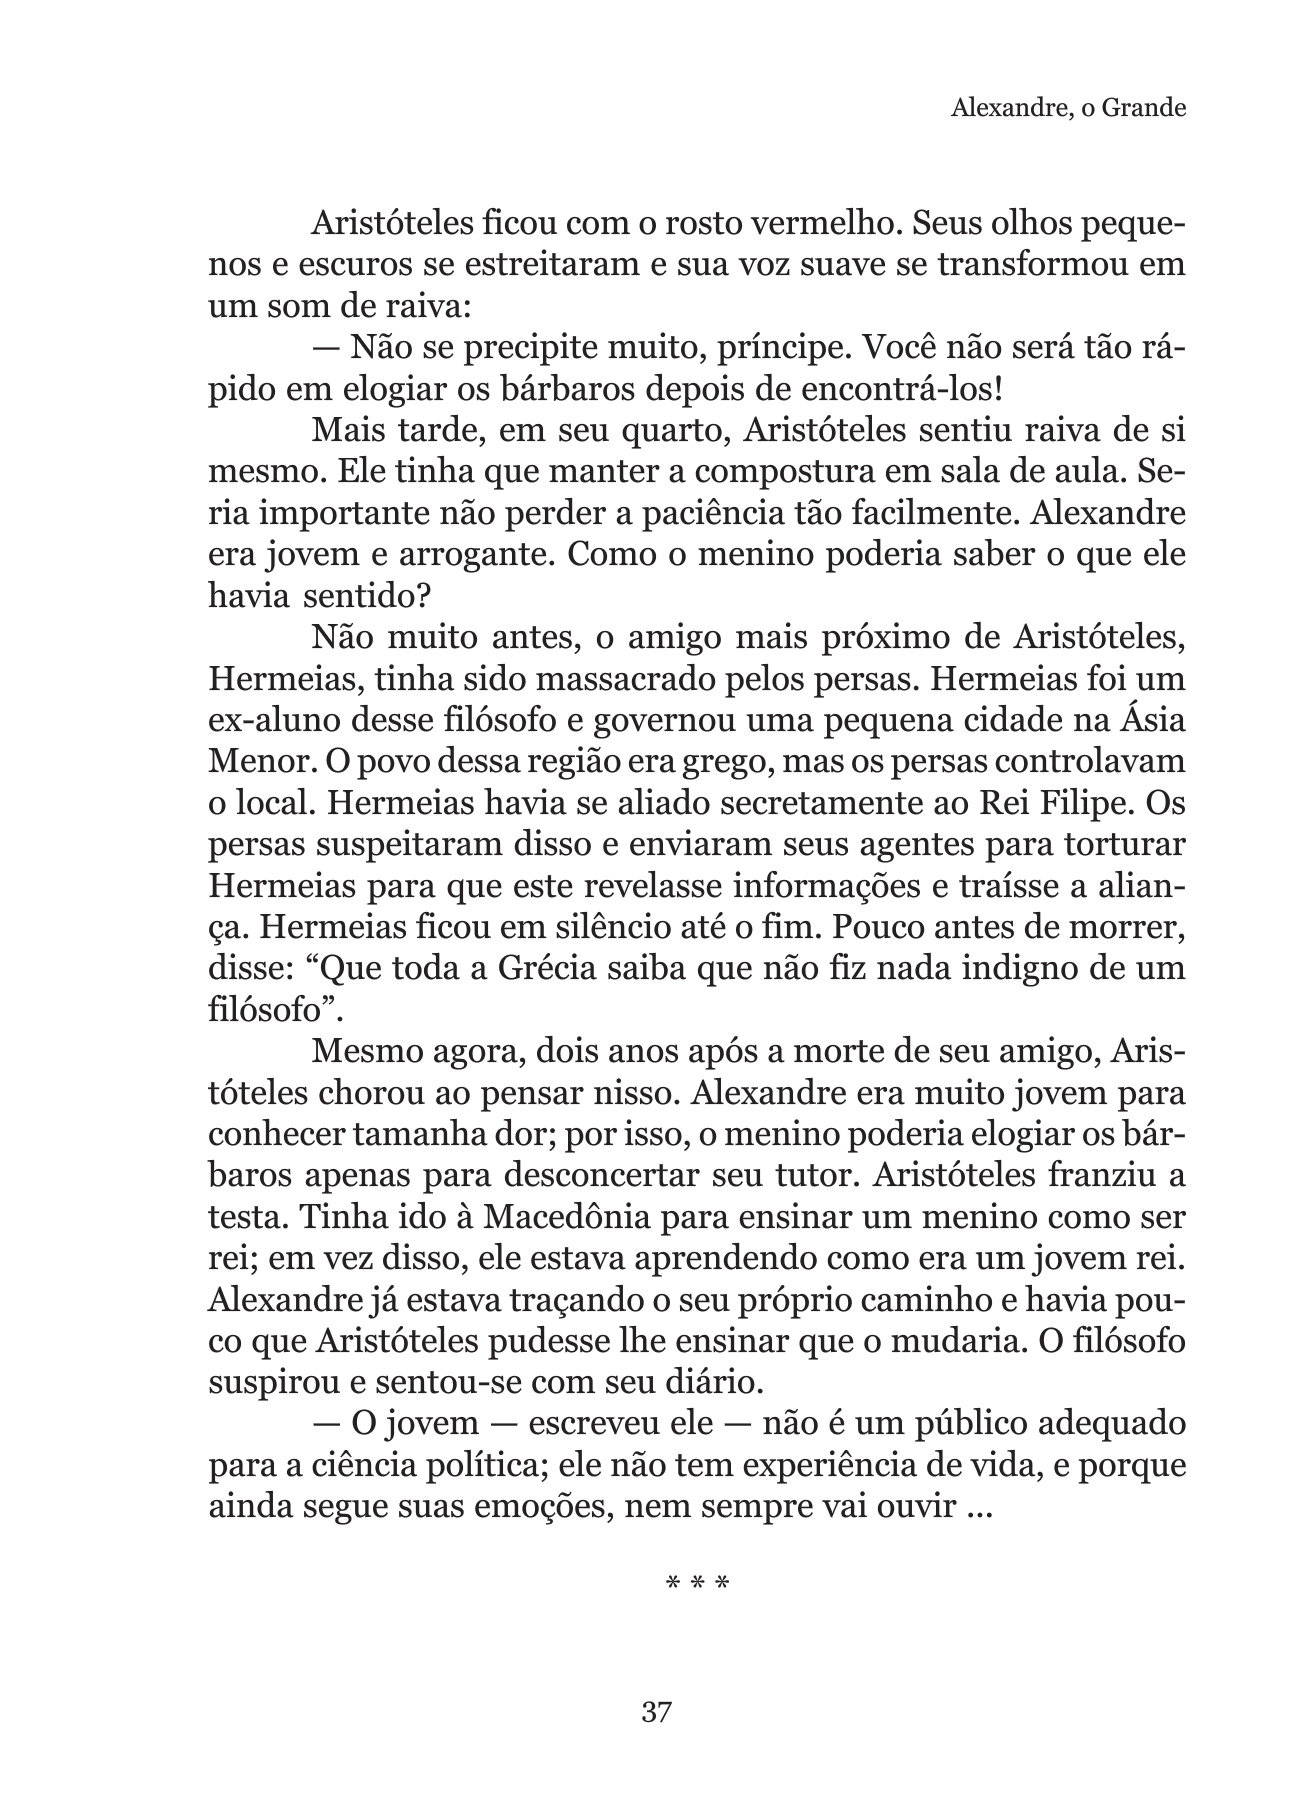 Alexandre, o Grande
Aristóteles ficou com o rosto vermelho. Seus olhos peque-
nos e escuros se estreitaram e sua voz suave se transformou em
um som de raiva:
— Não se precipite muito, príncipe. Você não será tão rá-
pido em elogiar os bárbaros depois de encontrá-los!
Mais tarde, em seu quarto, Aristóteles sentiu raiva de si
mesmo. Ele tinha que manter a compostura em sala de aula. Se-
ria importante não perder a paciência tão facilmente. Alexandre
era jovem e arrogante. Como o menino poderia saber o que ele
havia sentido?
Não muito antes, o amigo mais próximo de Aristóteles,
Hermeias, tinha sido massacrado pelos persas. Hermeias foi um
ex-aluno desse filósofo e governou uma pequena cidade na Ásia
Menor. O povo dessa região era grego, mas os persas controlavam
o local. Hermeias havia se aliado secretamente ao Rei Filipe. Os
persas suspeitaram disso e enviaram seus agentes para torturar
Hermeias para que este revelasse informações e traísse a alian-
ça. Hermeias ficou em silêncio até o fim. Pouco antes de morrer,
disse: “Que toda a Grécia saiba que não fiz nada indigno de um
filósofo”.
Mesmo agora, dois anos após a morte de seu amigo, Aris-
tóteles chorou ao pensar nisso. Alexandre era muito jovem para
conhecer tamanha dor; por isso, o menino poderia elogiar os bár-
baros apenas para desconcertar seu tutor. Aristóteles franziu a
testa. Tinha ido à Macedônia para ensinar um menino como ser
rei; em vez disso, ele estava aprendendo como era um jovem rei.
Alexandre já estava traçando o seu próprio caminho e havia pou-
co que Aristóteles pudesse lhe ensinar que o mudaria. O filósofo
suspirou e sentou-se com seu diário.
— O jovem — escreveu ele — não é um público adequado
para a ciência política; ele não tem experiência de vida, e porque
ainda segue suas emoções, nem sempre vai ouvir ...
* * *
37